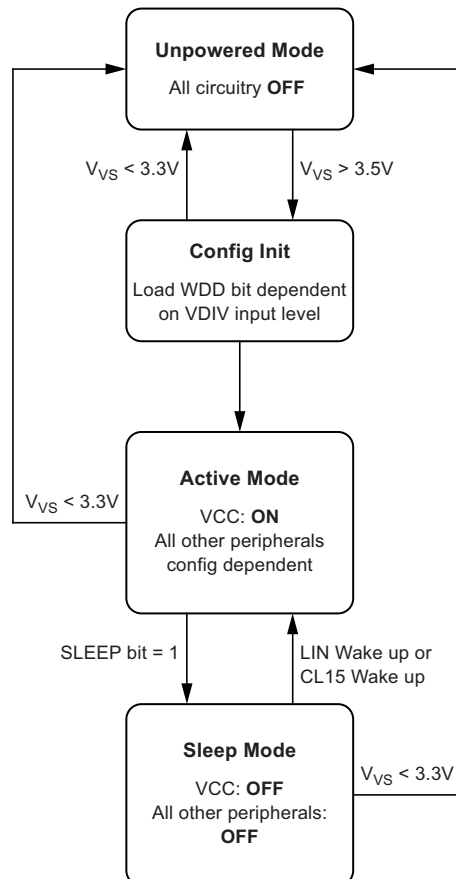 Unpowered Mode
All circuitry OFF
V_VS < 3.3V
V_VS > 3.5V
Config Init
Load WDD bit dependent
on VDIV input level
Active Mode
VCC: ON
All other peripherals
config dependent
V_VS < 3.3V
SLEEP bit = 1
LIN Wake up or
CL15 Wake up
Sleep Mode
VCC: OFF
All other peripherals:
OFF
V_VS < 3.3V